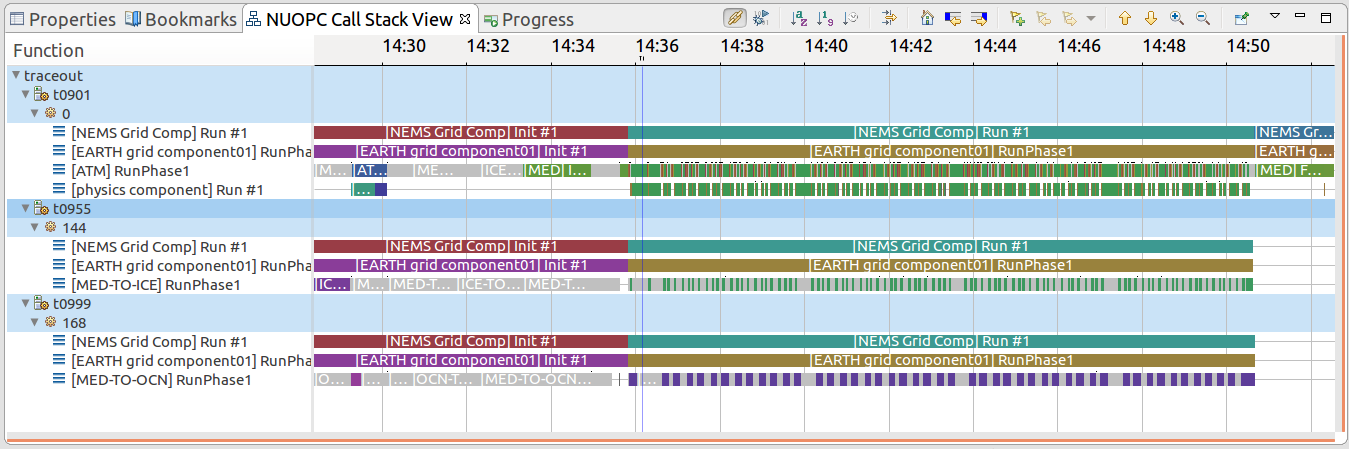 Properties Bookmarks NUOPC Call Stack View Progress
Function 14:30 14:32 14:34 14:36 14:38 14:40 14:42 14:44 14:46 14:48 14:50
traceout
t0901
0
[NEMS Grid Comp] Run #1 [NEMS Grid Comp] Init #1 [NEMS Grid Comp] Run #1 [NEMS Gr...
[EARTH grid component01] RunPha [EARTH grid component01] Init #1 [EARTH grid component01] RunPhase1 [EARTH g...
[ATM] RunPhase1 M... AT... ME... ICE... MED I... MED F...
[physics component] Run #1 ...
t0955
144
[NEMS Grid Comp] Run #1 [NEMS Grid Comp] Init #1 [NEMS Grid Comp] Run #1
[EARTH grid component01] RunPha [EARTH grid component01] Init #1 [EARTH grid component01] RunPhase1
[MED-TO-ICE] RunPhase1 IC... M... MED-T... ICE-TO... MED-T...
t0999
168
[NEMS Grid Comp] Run #1 [NEMS Grid Comp] Init #1 [NEMS Grid Comp] Run #1
[EARTH grid component01] RunPha [EARTH grid component01] Init #1 [EARTH grid component01] RunPhase1
[MED-TO-OCN] RunPhase1 O... ... ... OCN-T... MED-TO-OCN... ...